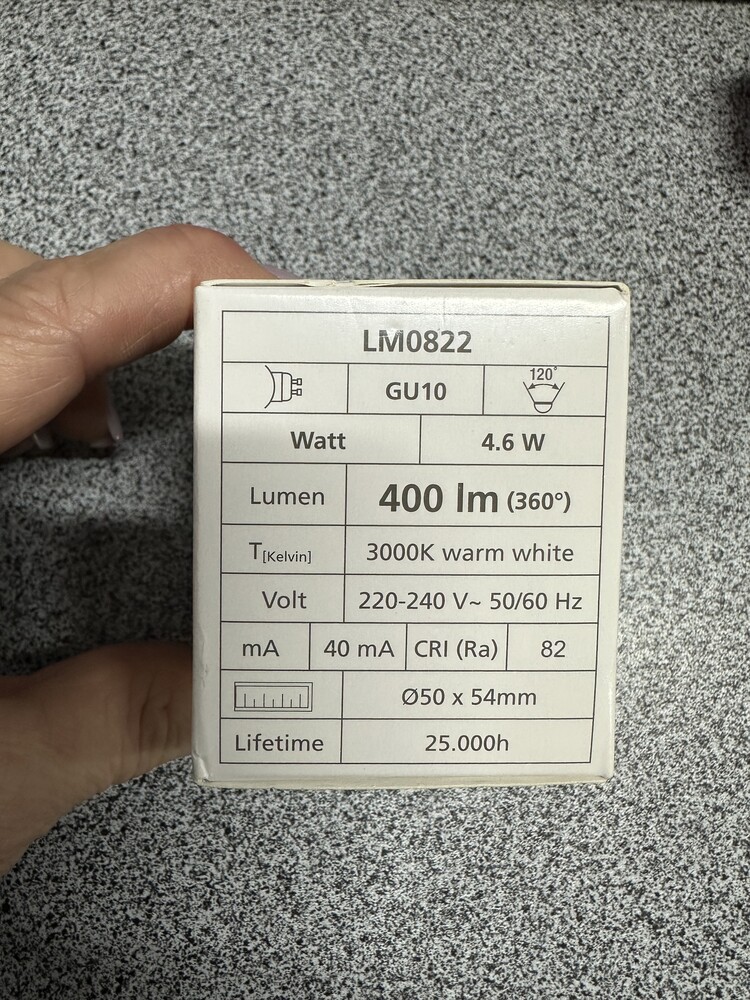 LM0822
GU10 120°
Watt 4.6 W
Lumen 400 lm (360°)
T[Kelvin] 3000K warm white
Volt 220-240 V~ 50/60 Hz
mA 40 mA CRI (Ra) 82
Ø50 x 54mm
Lifetime 25.000h